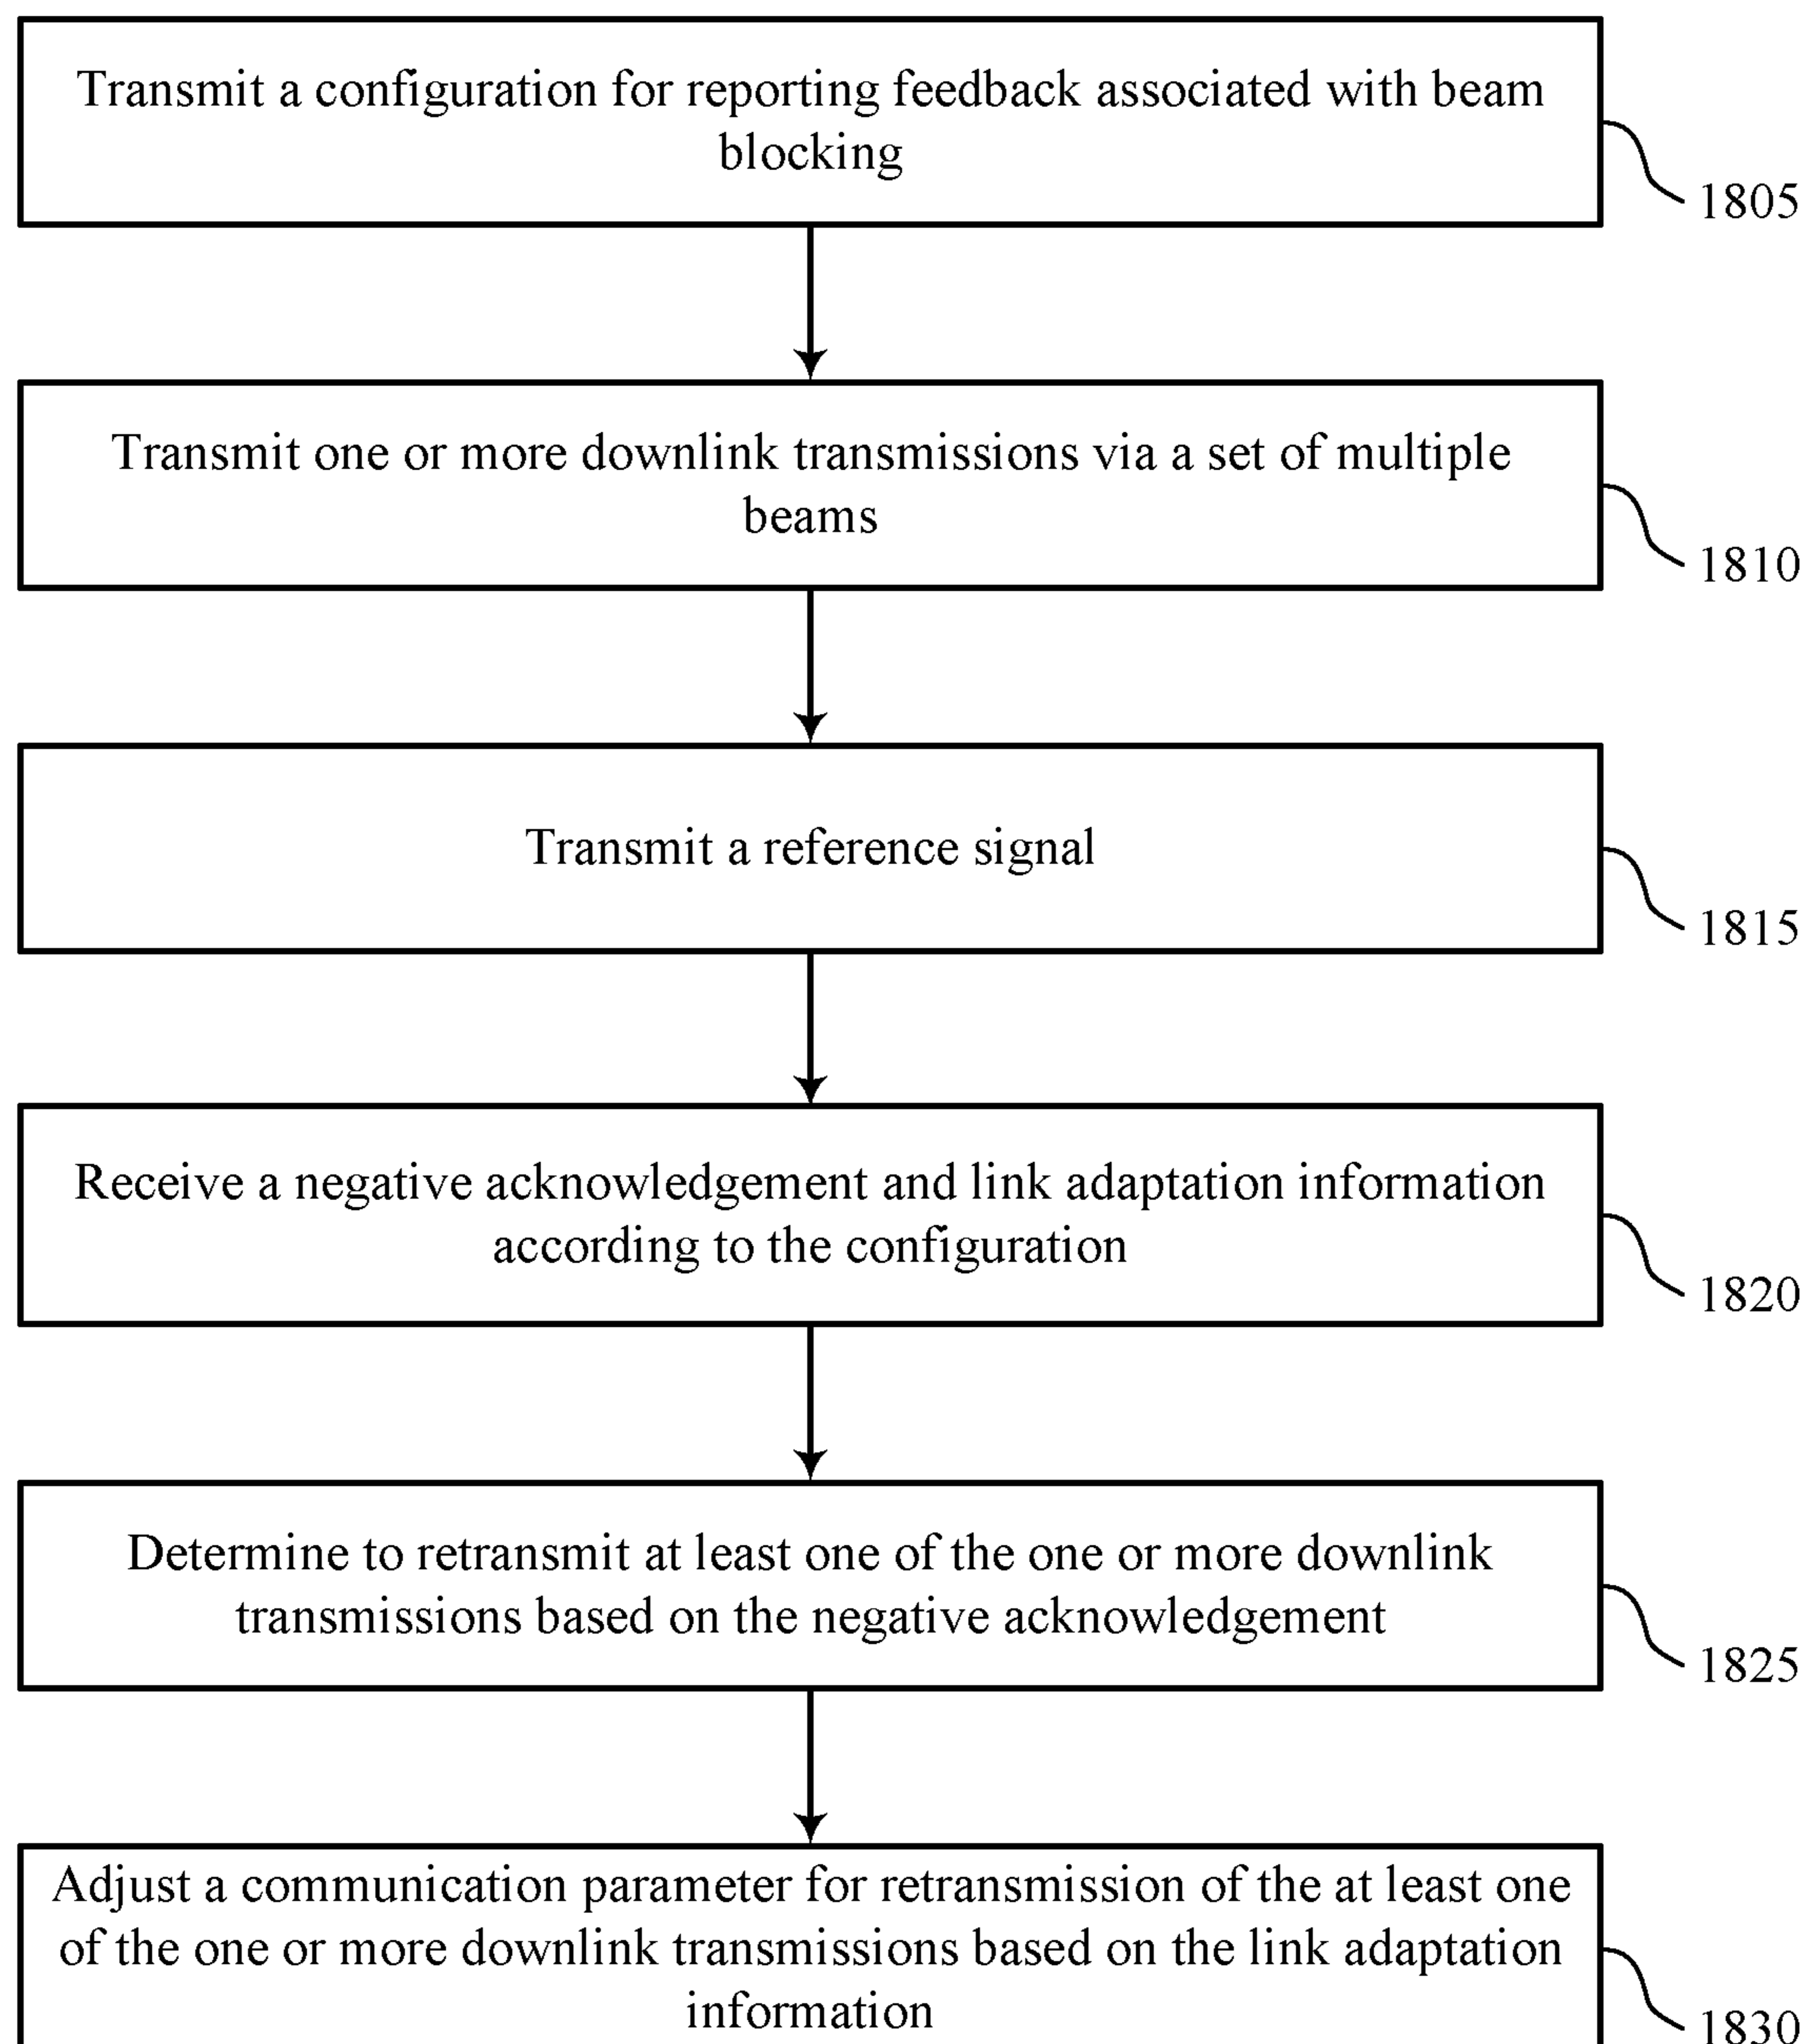 Transmit a configuration for reporting feedback associated with beam
blocking
1805
Transmit one or more downlink transmissions via a set of multiple
beams
1810
Transmit a reference signal
1815
Receive a negative acknowledgement and link adaptation information
according to the configuration
1820
Determine to retransmit at least one of the one or more downlink
transmissions based on the negative acknowledgement
1825
Adjust a communication parameter for retransmission of the at least one
of the one or more downlink transmissions based on the link adaptation
information
1830